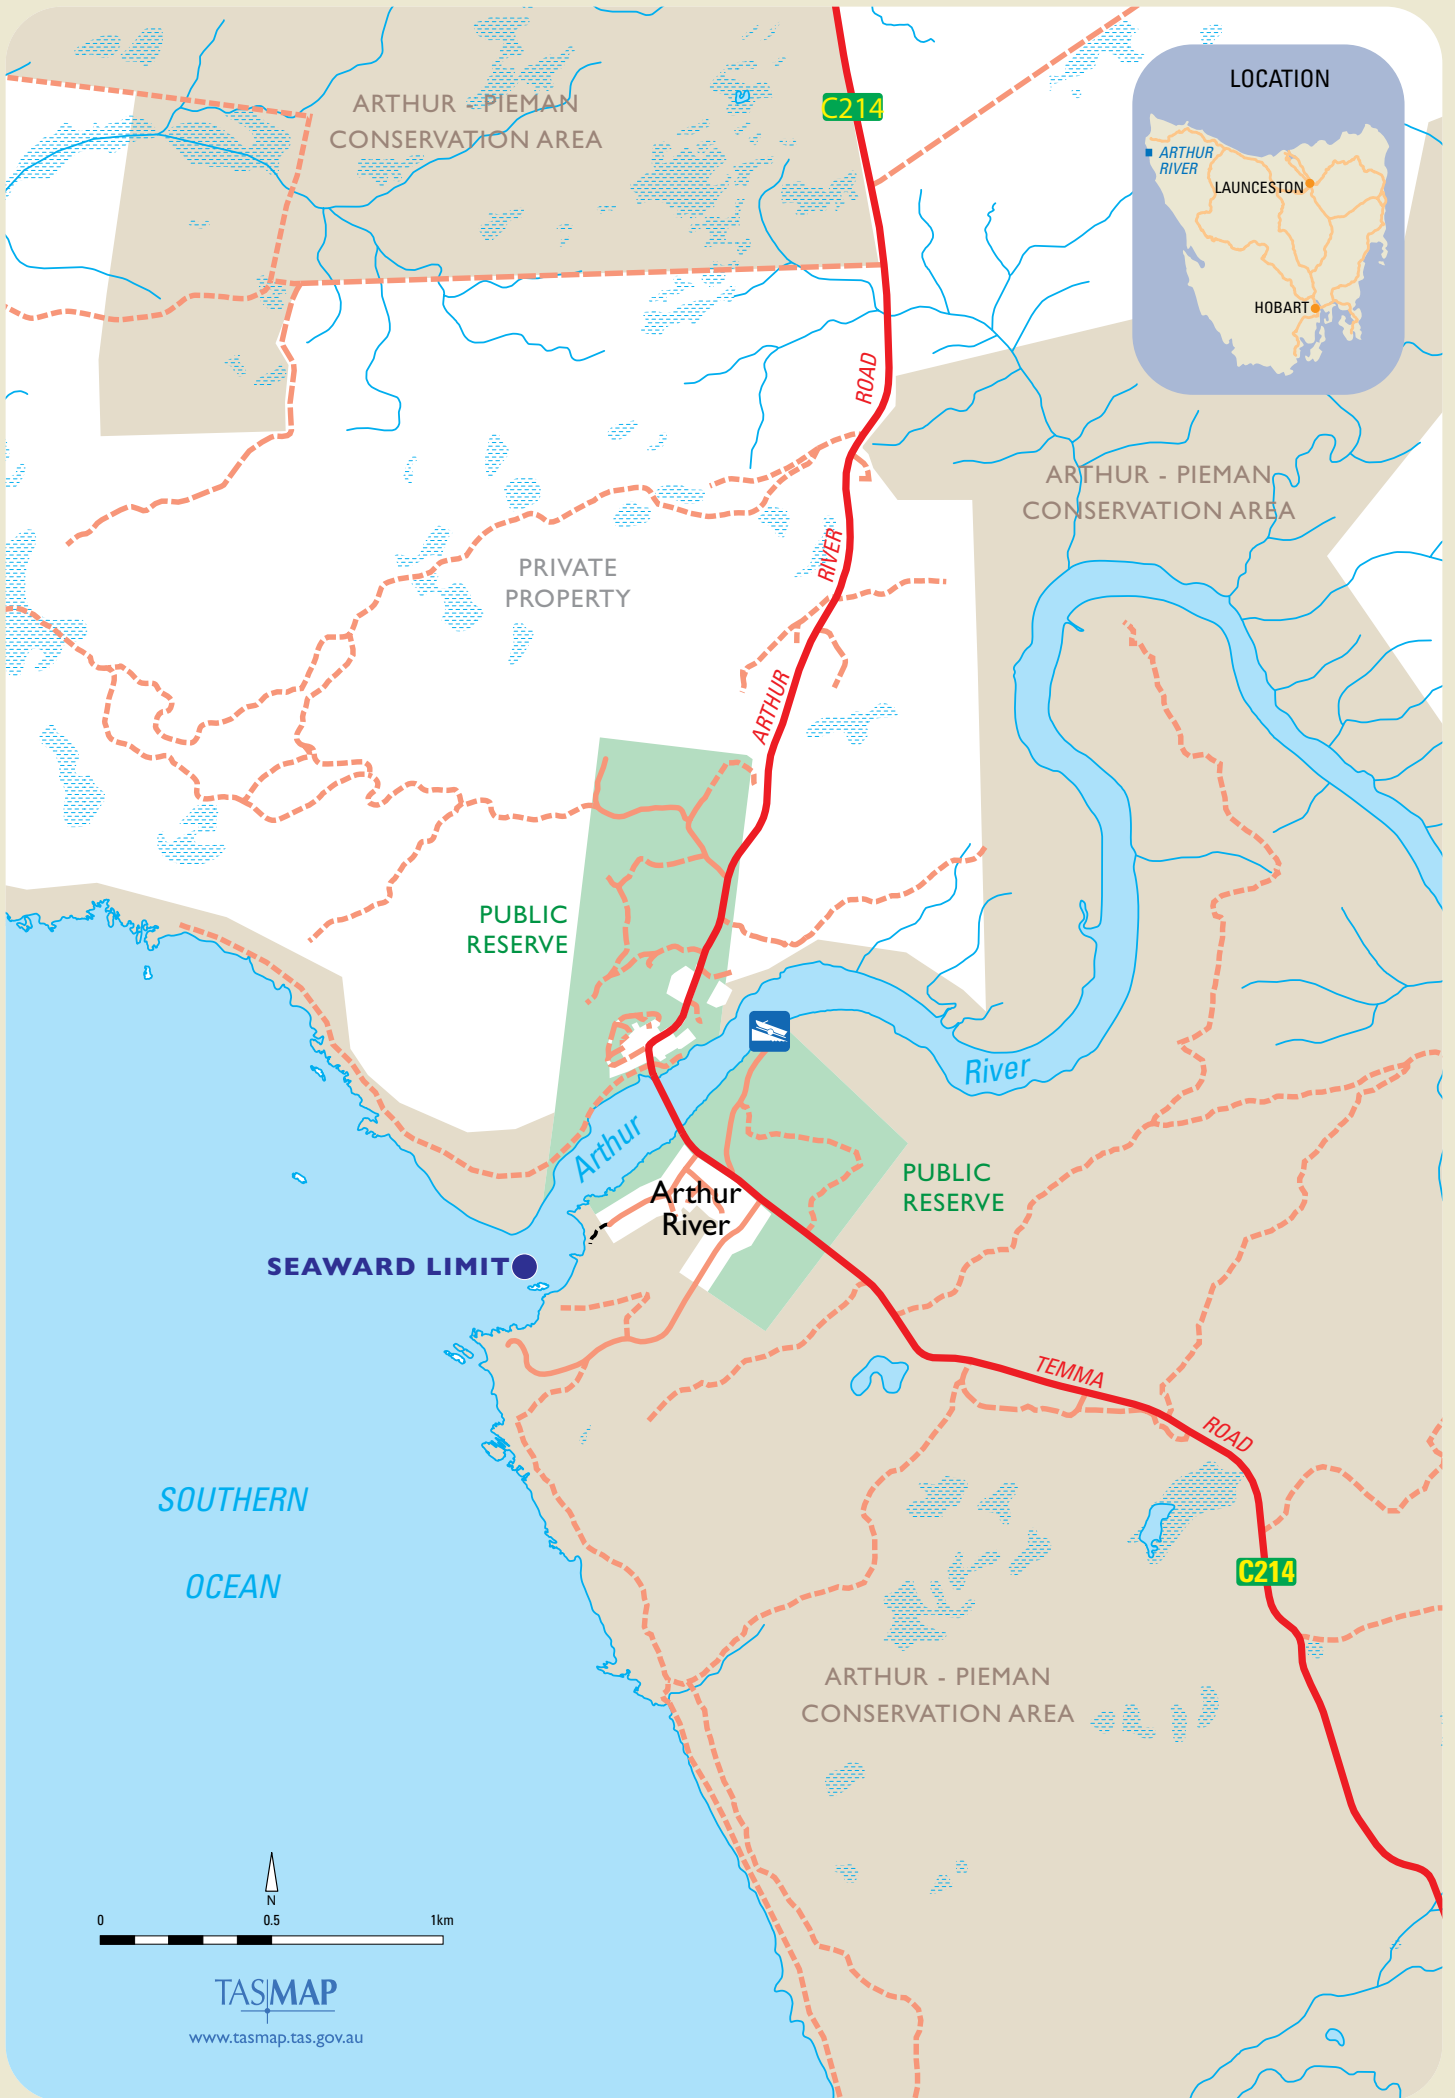 LOCATION
ARTHUR
RIVER
LAUNCESTON
HOBART
ARTHUR - PIEMAN
CONSERVATION AREA
C214
ROAD
ARTHUR - PIEMAN
CONSERVATION AREA
RIVER
PRIVATE
PROPERTY
ARTHUR
PUBLIC
RESERVE
River
Arthur
PUBLIC
RESERVE
Arthur
River
SEAWARD LIMIT
TEMMA
ROAD
SOUTHERN
OCEAN
C214
ARTHUR - PIEMAN
CONSERVATION AREA
N
0 0.5 1km
TASMAP
www.tasmap.tas.gov.au